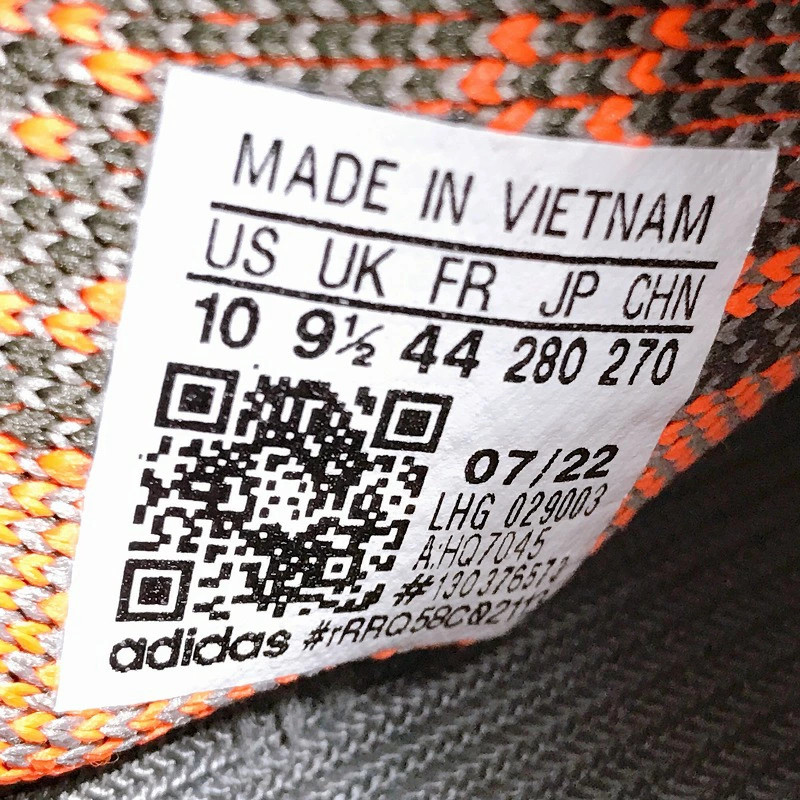 MADE IN VIETNAM
US UK FR JP CHN
10 9½ 44 280 270
07/22
LHG 029003
A:HQ7045
#130376573
adidas